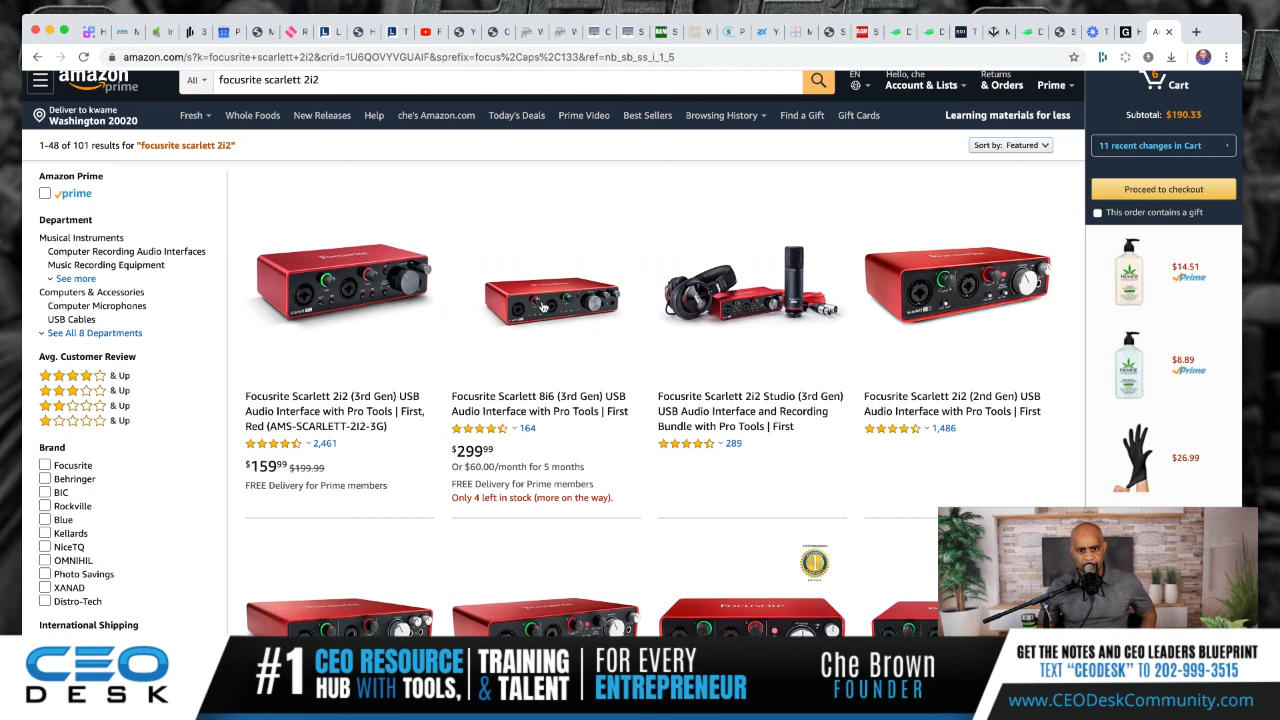 amazon.com/s?k=focusrite+scarlett+2i2&crid=1U6QOVYVGUAIF&sprefix=focus%2Caps%2C133&ref=nb_sb_ss_i_1_5
amazon
prime
All
focusrite scarlett 2i2
EN
Hello, che
Account & Lists
Returns
& Orders
Prime
6
Cart
Deliver to kwame
Washington 20020
Fresh
Whole Foods
New Releases
Help
che's Amazon.com
Today's Deals
Prime Video
Best Sellers
Browsing History
Find a Gift
Gift Cards
Learning materials for less
Subtotal: $190.33
11 recent changes in Cart
Proceed to checkout
This order contains a gift
1-48 of 101 results for "focusrite scarlett 2i2"
Sort by: Featured
Amazon Prime
prime
Department
Musical Instruments
Computer Recording Audio Interfaces
Music Recording Equipment
See more
Computers & Accessories
Computer Microphones
USB Cables
See All 8 Departments
Avg. Customer Review
& Up
& Up
& Up
& Up
Brand
Focusrite
Behringer
BIC
Rockville
Blue
Kellards
NiceTQ
OMNIHIL
Photo Savings
XANAD
Distro-Tech
International Shipping
Focusrite Scarlett 2i2 (3rd Gen) USB
Audio Interface with Pro Tools | First,
Red (AMS-SCARLETT-2I2-3G)
2,461
$159.99 $199.99
FREE Delivery for Prime members
Focusrite Scarlett 8i6 (3rd Gen) USB
Audio Interface with Pro Tools | First
164
$299.99
Or $60.00/month for 5 months
FREE Delivery for Prime members
Only 4 left in stock (more on the way).
Focusrite Scarlett 2i2 Studio (3rd Gen)
USB Audio Interface and Recording
Bundle with Pro Tools | First
289
Focusrite Scarlett 2i2 (2nd Gen) USB
Audio Interface with Pro Tools | First
1,486
$14.51
Prime
$8.89
Prime
$26.99
CEO
DESK
#1 CEO RESOURCE
HUB WITH TOOLS,
TRAINING
& TALENT
FOR EVERY
ENTREPRENEUR
Che Brown
FOUNDER
GET THE NOTES AND CEO LEADERS BLUEPRINT
TEXT “CEODESK” TO 202-999-3515
www.CEODeskCommunity.com